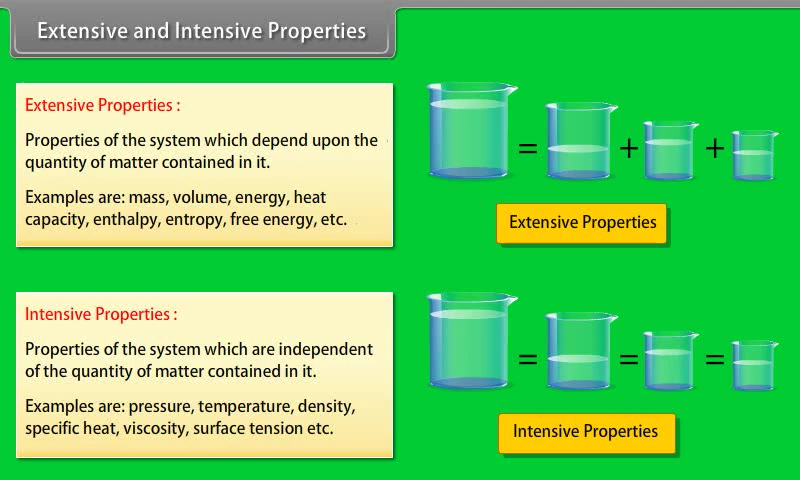 Extensive and Intensive Properties
Extensive Properties :
Properties of the system which depend upon the
quantity of matter contained in it.
Examples are: mass, volume, energy, heat
capacity, enthalpy, entropy, free energy, etc.
= + +
Extensive Properties
Intensive Properties :
Properties of the system which are independent
of the quantity of matter contained in it.
Examples are: pressure, temperature, density,
specific heat, viscosity, surface tension etc.
= = =
Intensive Properties